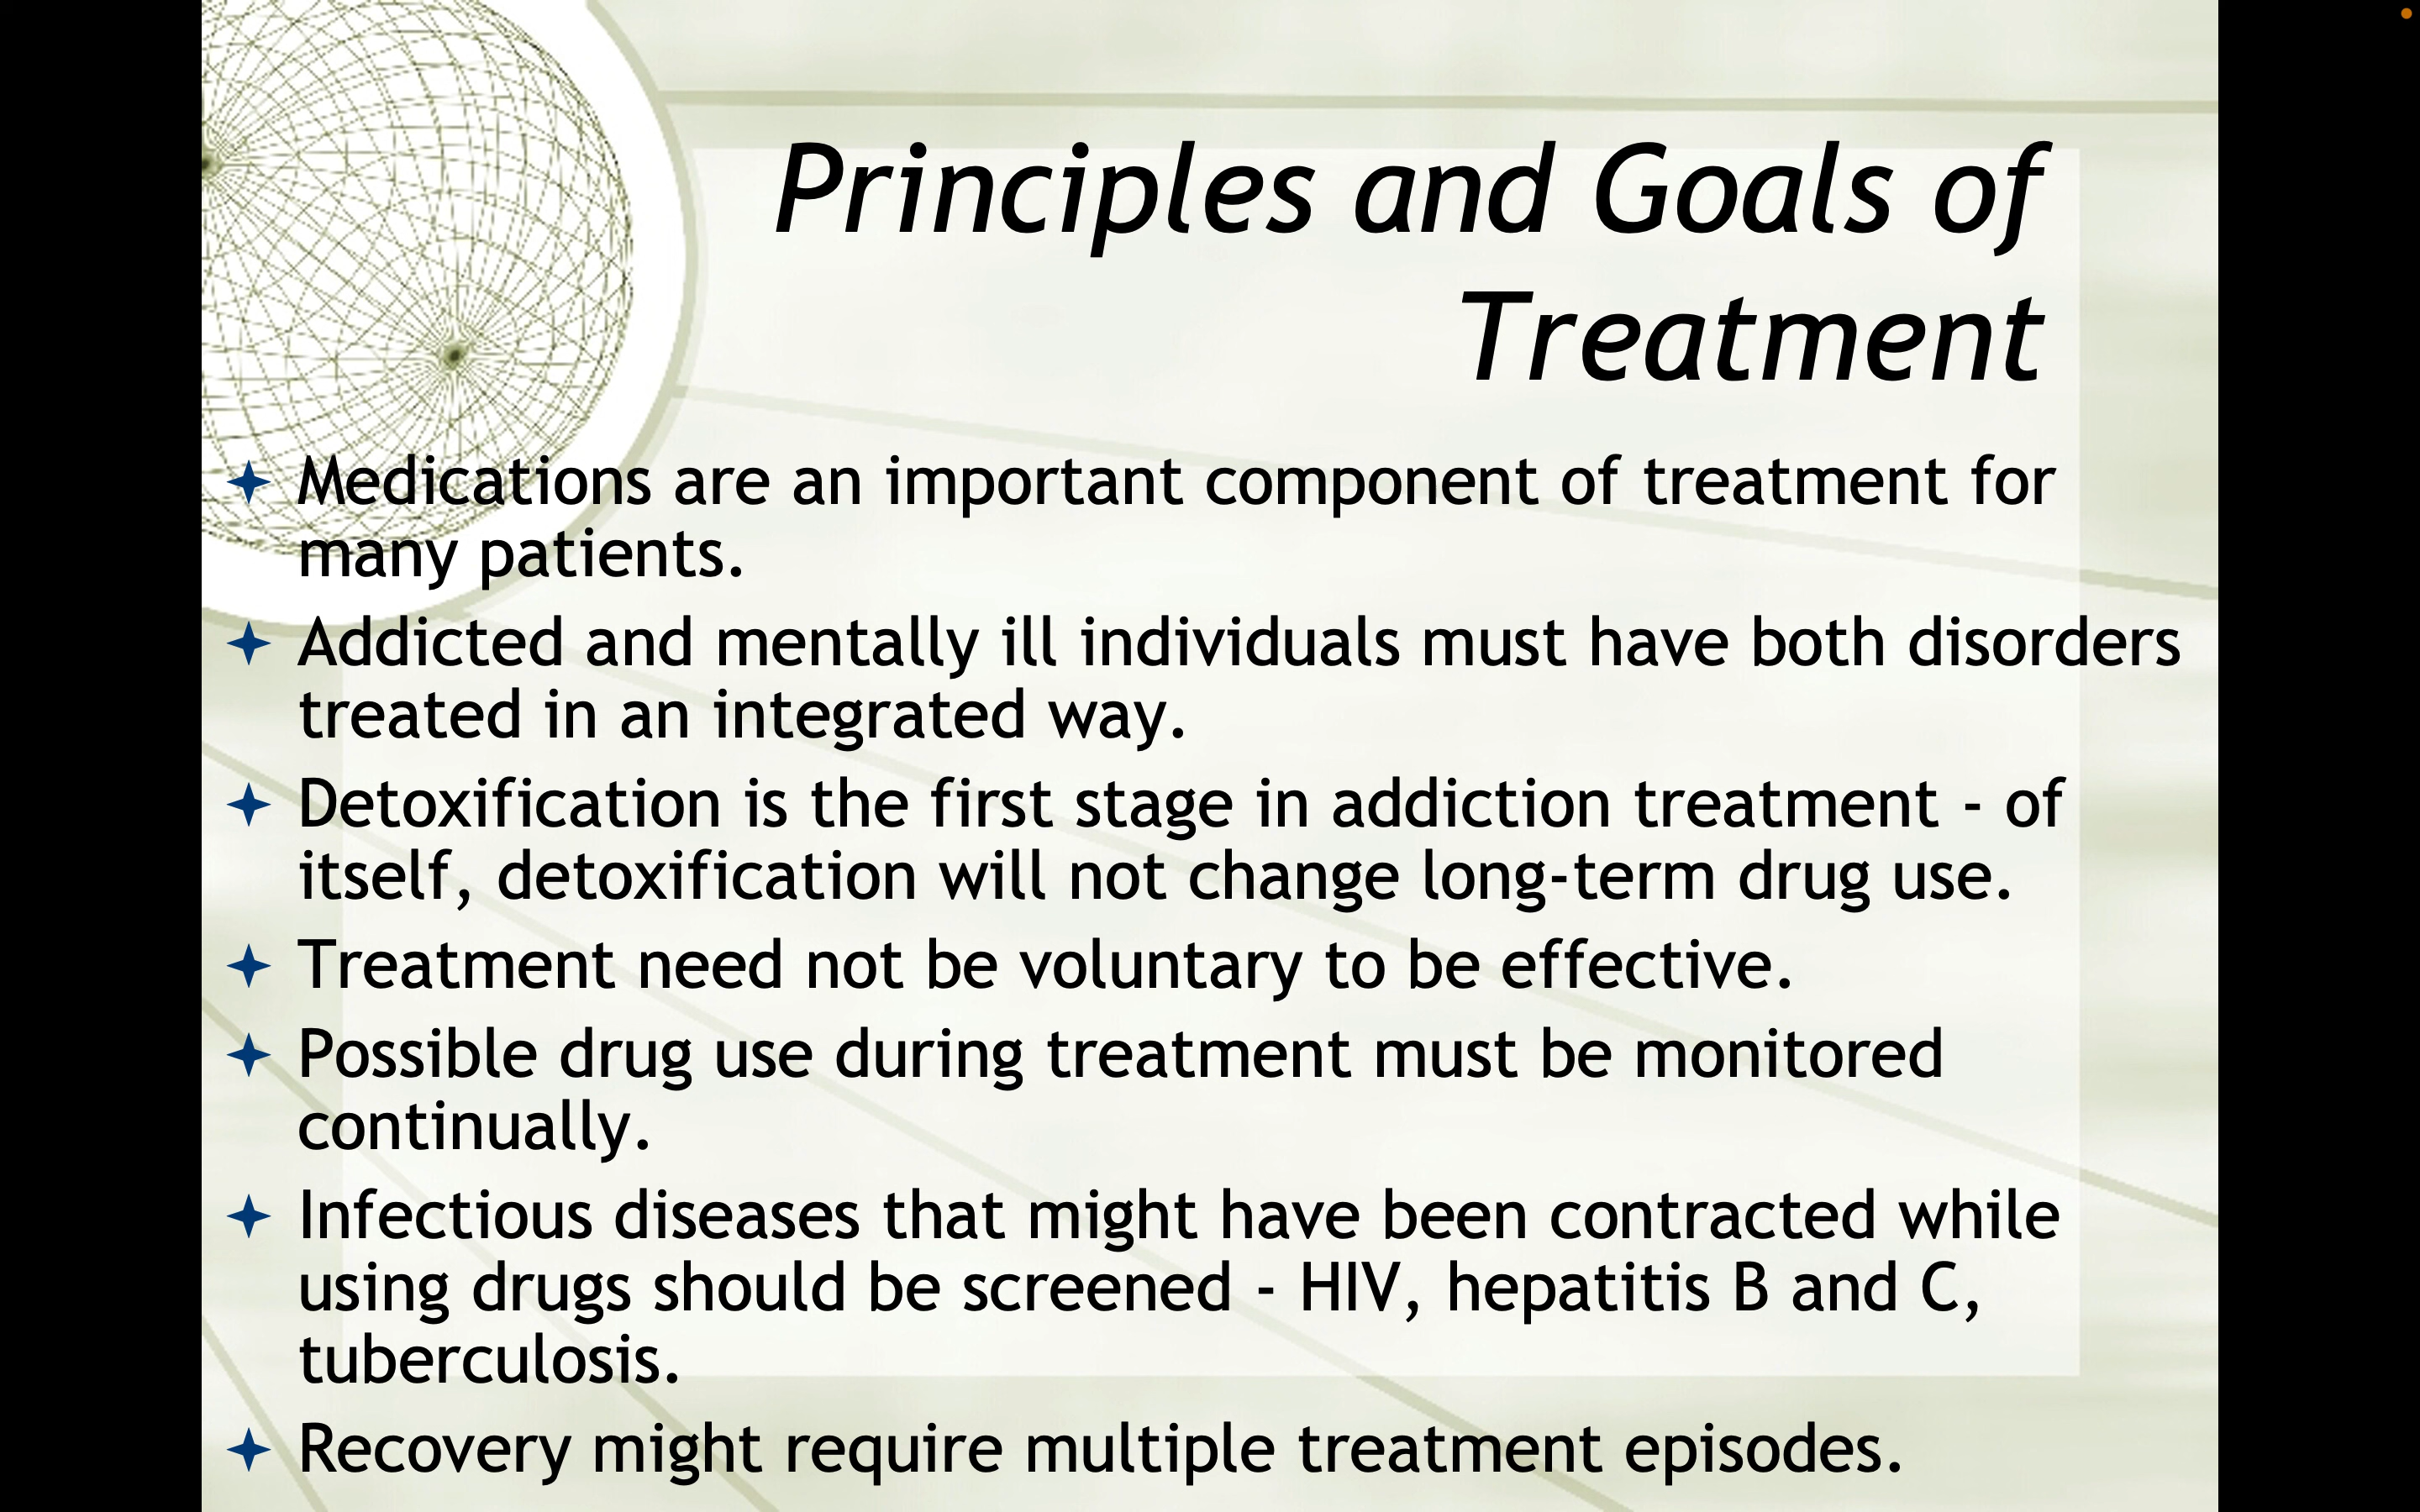 Principles and Goals of
Treatment
Medications are an important component of treatment for
many patients.
Addicted and mentally ill individuals must have both disorders
treated in an integrated way.
Detoxification is the first stage in addiction treatment - of
itself, detoxification will not change long-term drug use.
Treatment need not be voluntary to be effective.
Possible drug use during treatment must be monitored
continually.
Infectious diseases that might have been contracted while
using drugs should be screened - HIV, hepatitis B and C,
tuberculosis.
Recovery might require multiple treatment episodes.